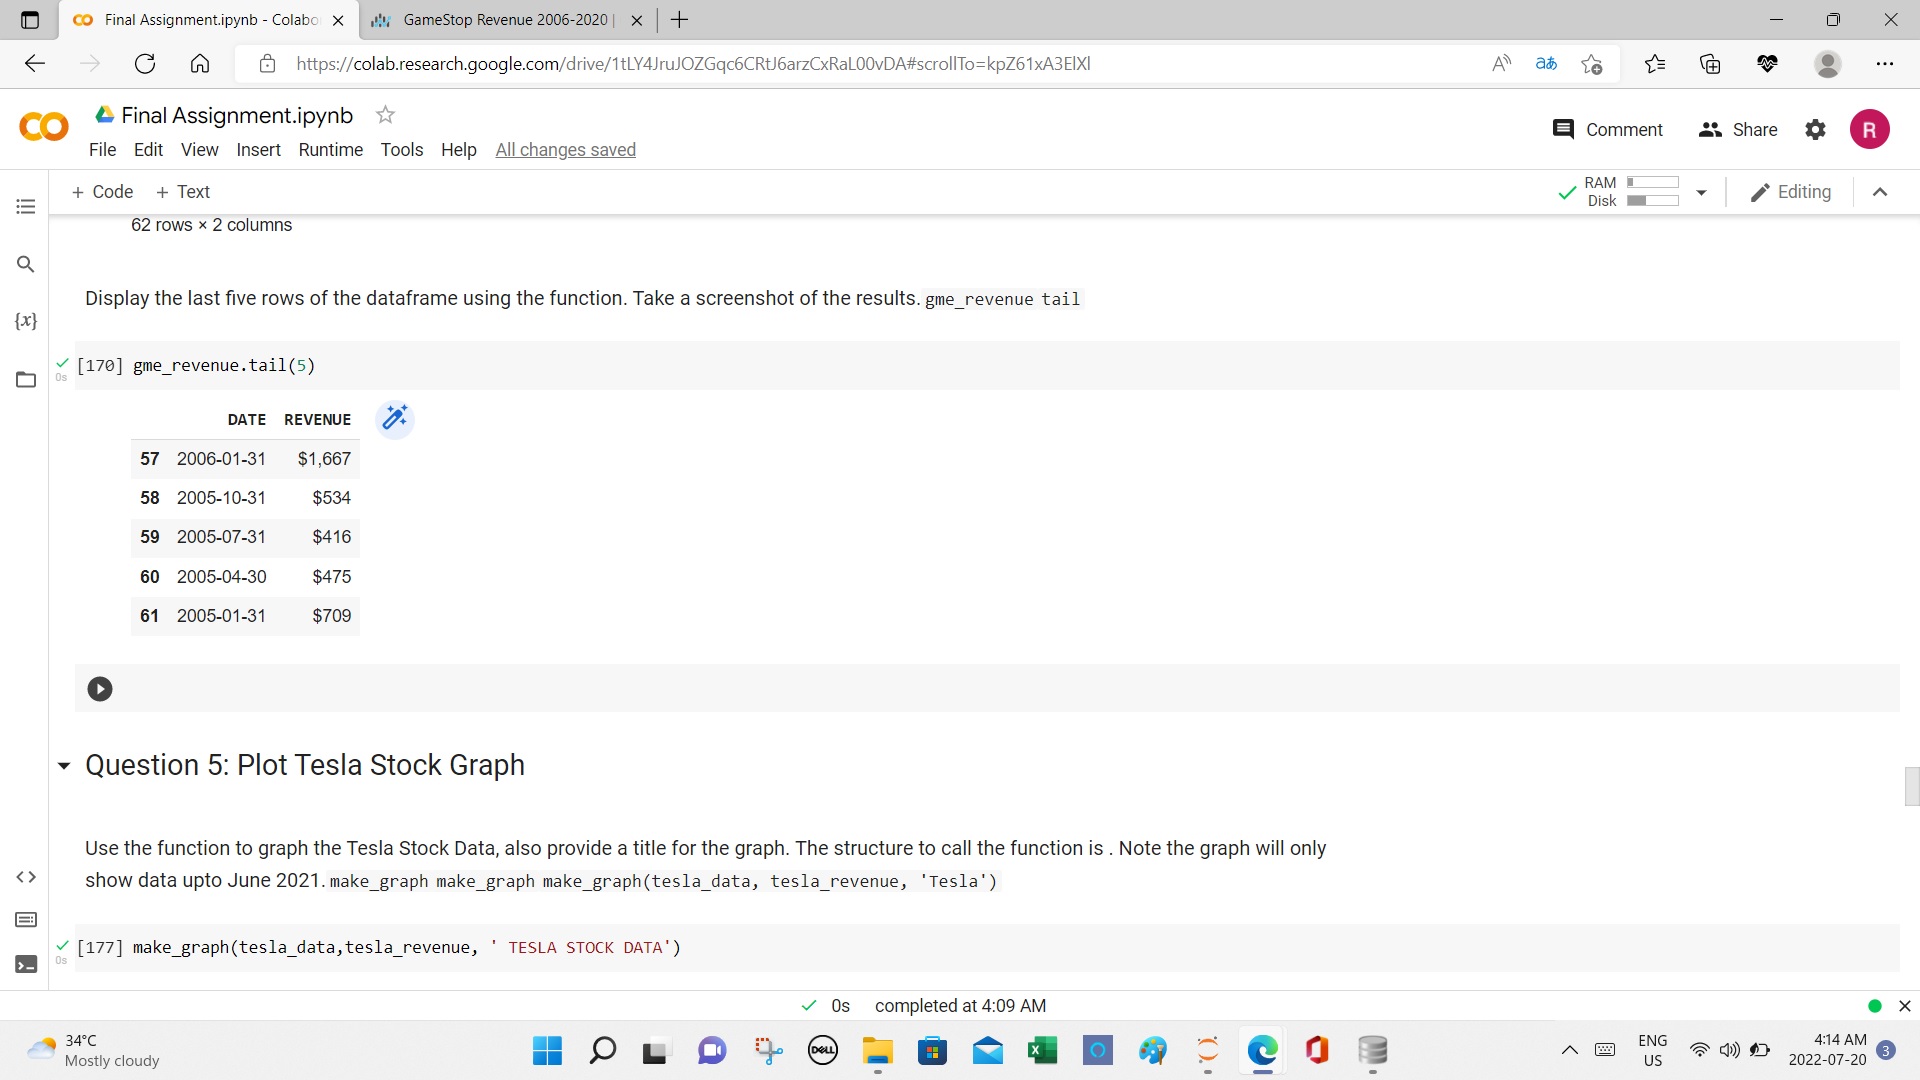 Final Assignment.ipynb - Colabo
GameStop Revenue 2006-2020 |
https://colab.research.google.com/drive/1tLY4JruJOZGqc6CRtJ6arzCxRaL00vDA#scrollTo=kpZ61xA3ElXl
Final Assignment.ipynb
File Edit View Insert Runtime Tools Help All changes saved
Comment Share R
+ Code + Text
RAM
Disk
Editing
62 rows × 2 columns
Display the last five rows of the dataframe using the function. Take a screenshot of the results. gme_revenue tail
[170] gme_revenue.tail(5)
0s
DATE REVENUE
57 2006-01-31 $1,667
58 2005-10-31 $534
59 2005-07-31 $416
60 2005-04-30 $475
61 2005-01-31 $709
Question 5: Plot Tesla Stock Graph
Use the function to graph the Tesla Stock Data, also provide a title for the graph. The structure to call the function is . Note the graph will only
show data upto June 2021. make_graph make_graph make_graph(tesla_data, tesla_revenue, 'Tesla')
[177] make_graph(tesla_data,tesla_revenue, ' TESLA STOCK DATA')
0s
0s completed at 4:09 AM
34°C
Mostly cloudy
DELL
ENG
US
4:14 AM
2022-07-20
3